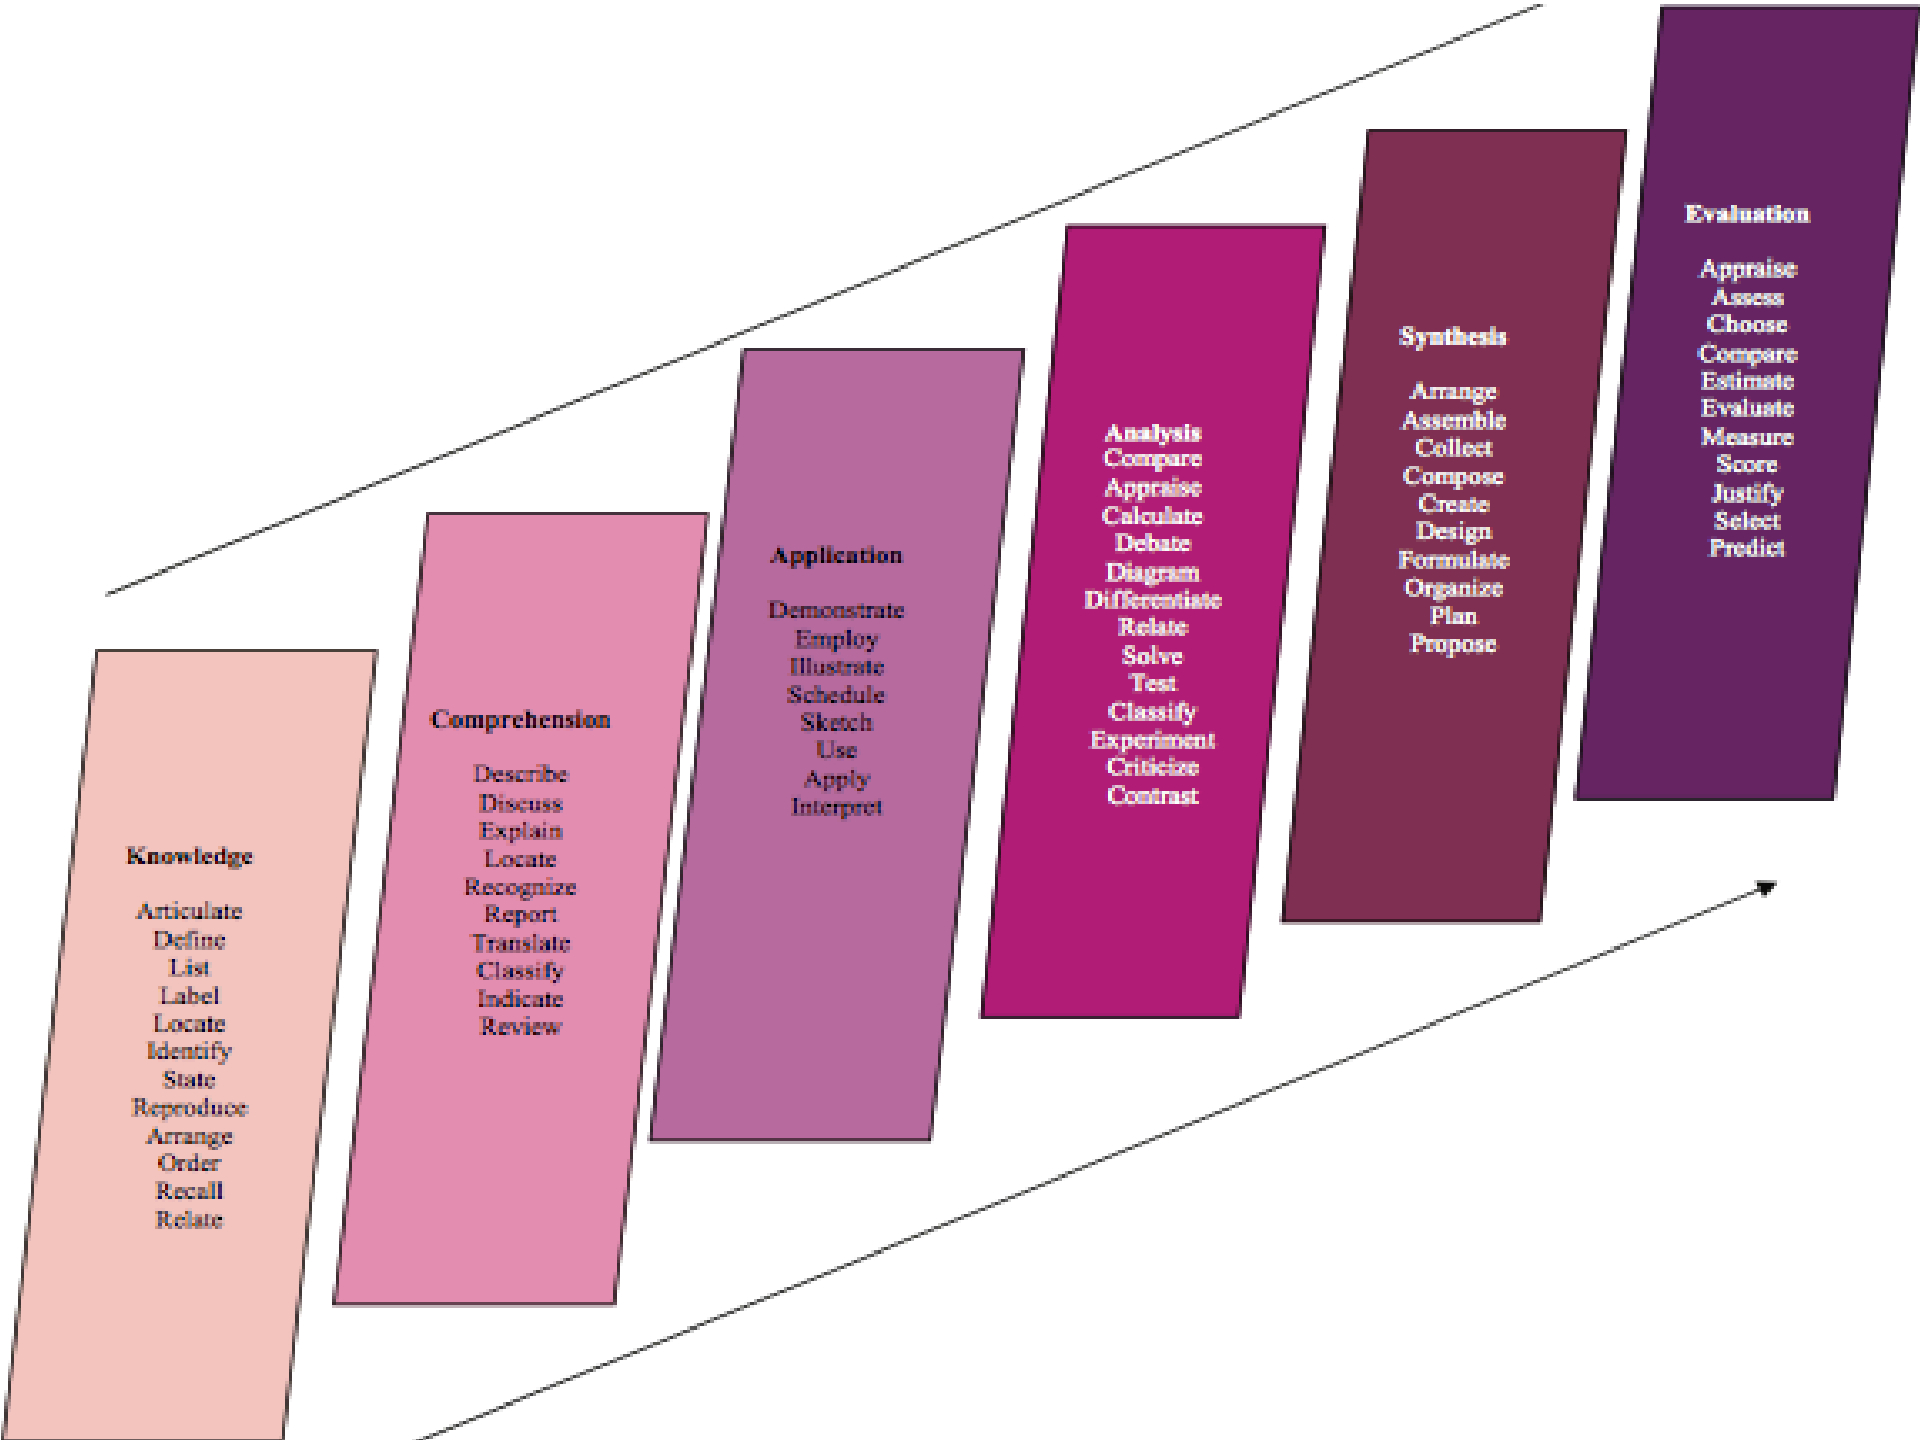 Knowledge
Articulate
Define
List
Label
Locate
Identify
State
Reproduce
Arrange
Order
Recall
Relate
Comprehension
Describe
Discuss
Explain
Locate
Recognize
Report
Translate
Classify
Indicate
Review
Application
Demonstrate
Employ
Illustrate
Schedule
Sketch
Use
Apply
Interpret
Analysis
Compare
Appraise
Calculate
Debate
Diagram
Differentiate
Relate
Solve
Test
Classify
Experiment
Criticize
Contrast
Synthesis
Arrange
Assemble
Collect
Compose
Create
Design
Formulate
Organize
Plan
Propose
Evaluation
Appraise
Assess
Choose
Compare
Estimate
Evaluate
Measure
Score
Justify
Select
Predict